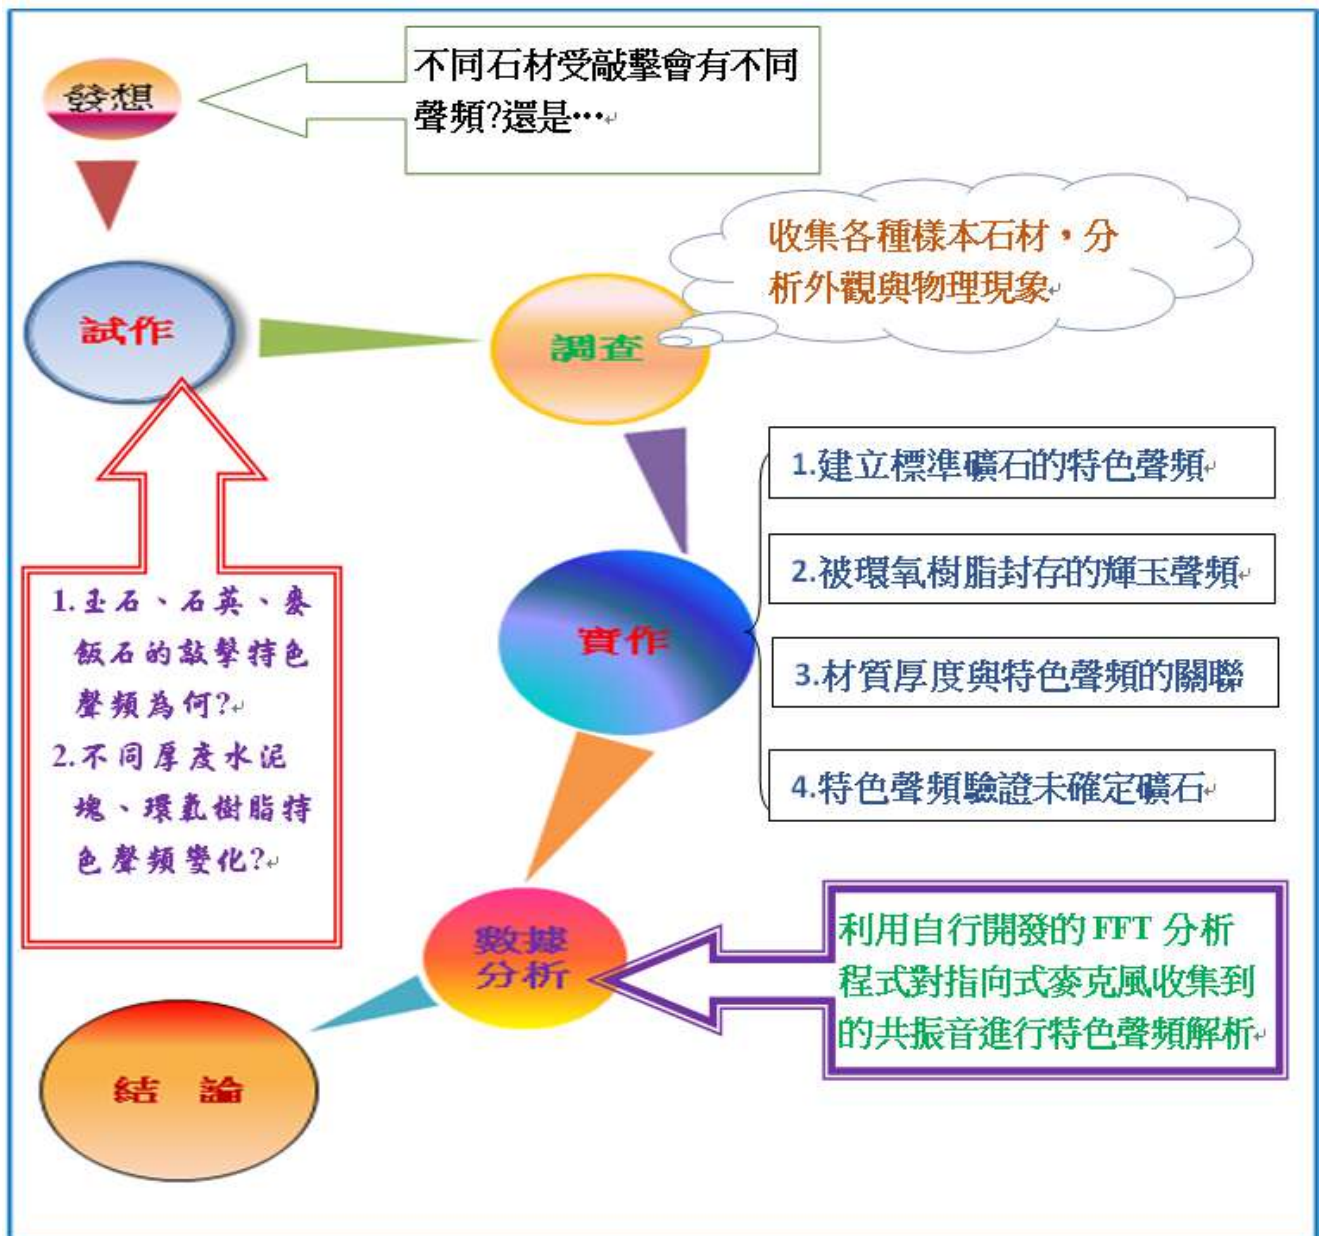 發想
不同石材受敲擊會有不同
聲頻?還是…
收集各種樣本石材，分
析外觀與物理現象
試作
調查
1.建立標準礦石的特色聲頻
2.被環氧樹脂封存的輝玉聲頻
實作
3.材質厚度與特色聲頻的關聯
4.特色聲頻驗證未確定礦石
1.玉石、石英、麥
飯石的敲擊特色
聲頻為何?
2.不同厚度水泥
塊、環氧樹脂特
色聲頻變化?
數據
分析
利用自行開發的 FFT 分析
程式對指向式麥克風收集到
的共振音進行特色聲頻解析
結 論